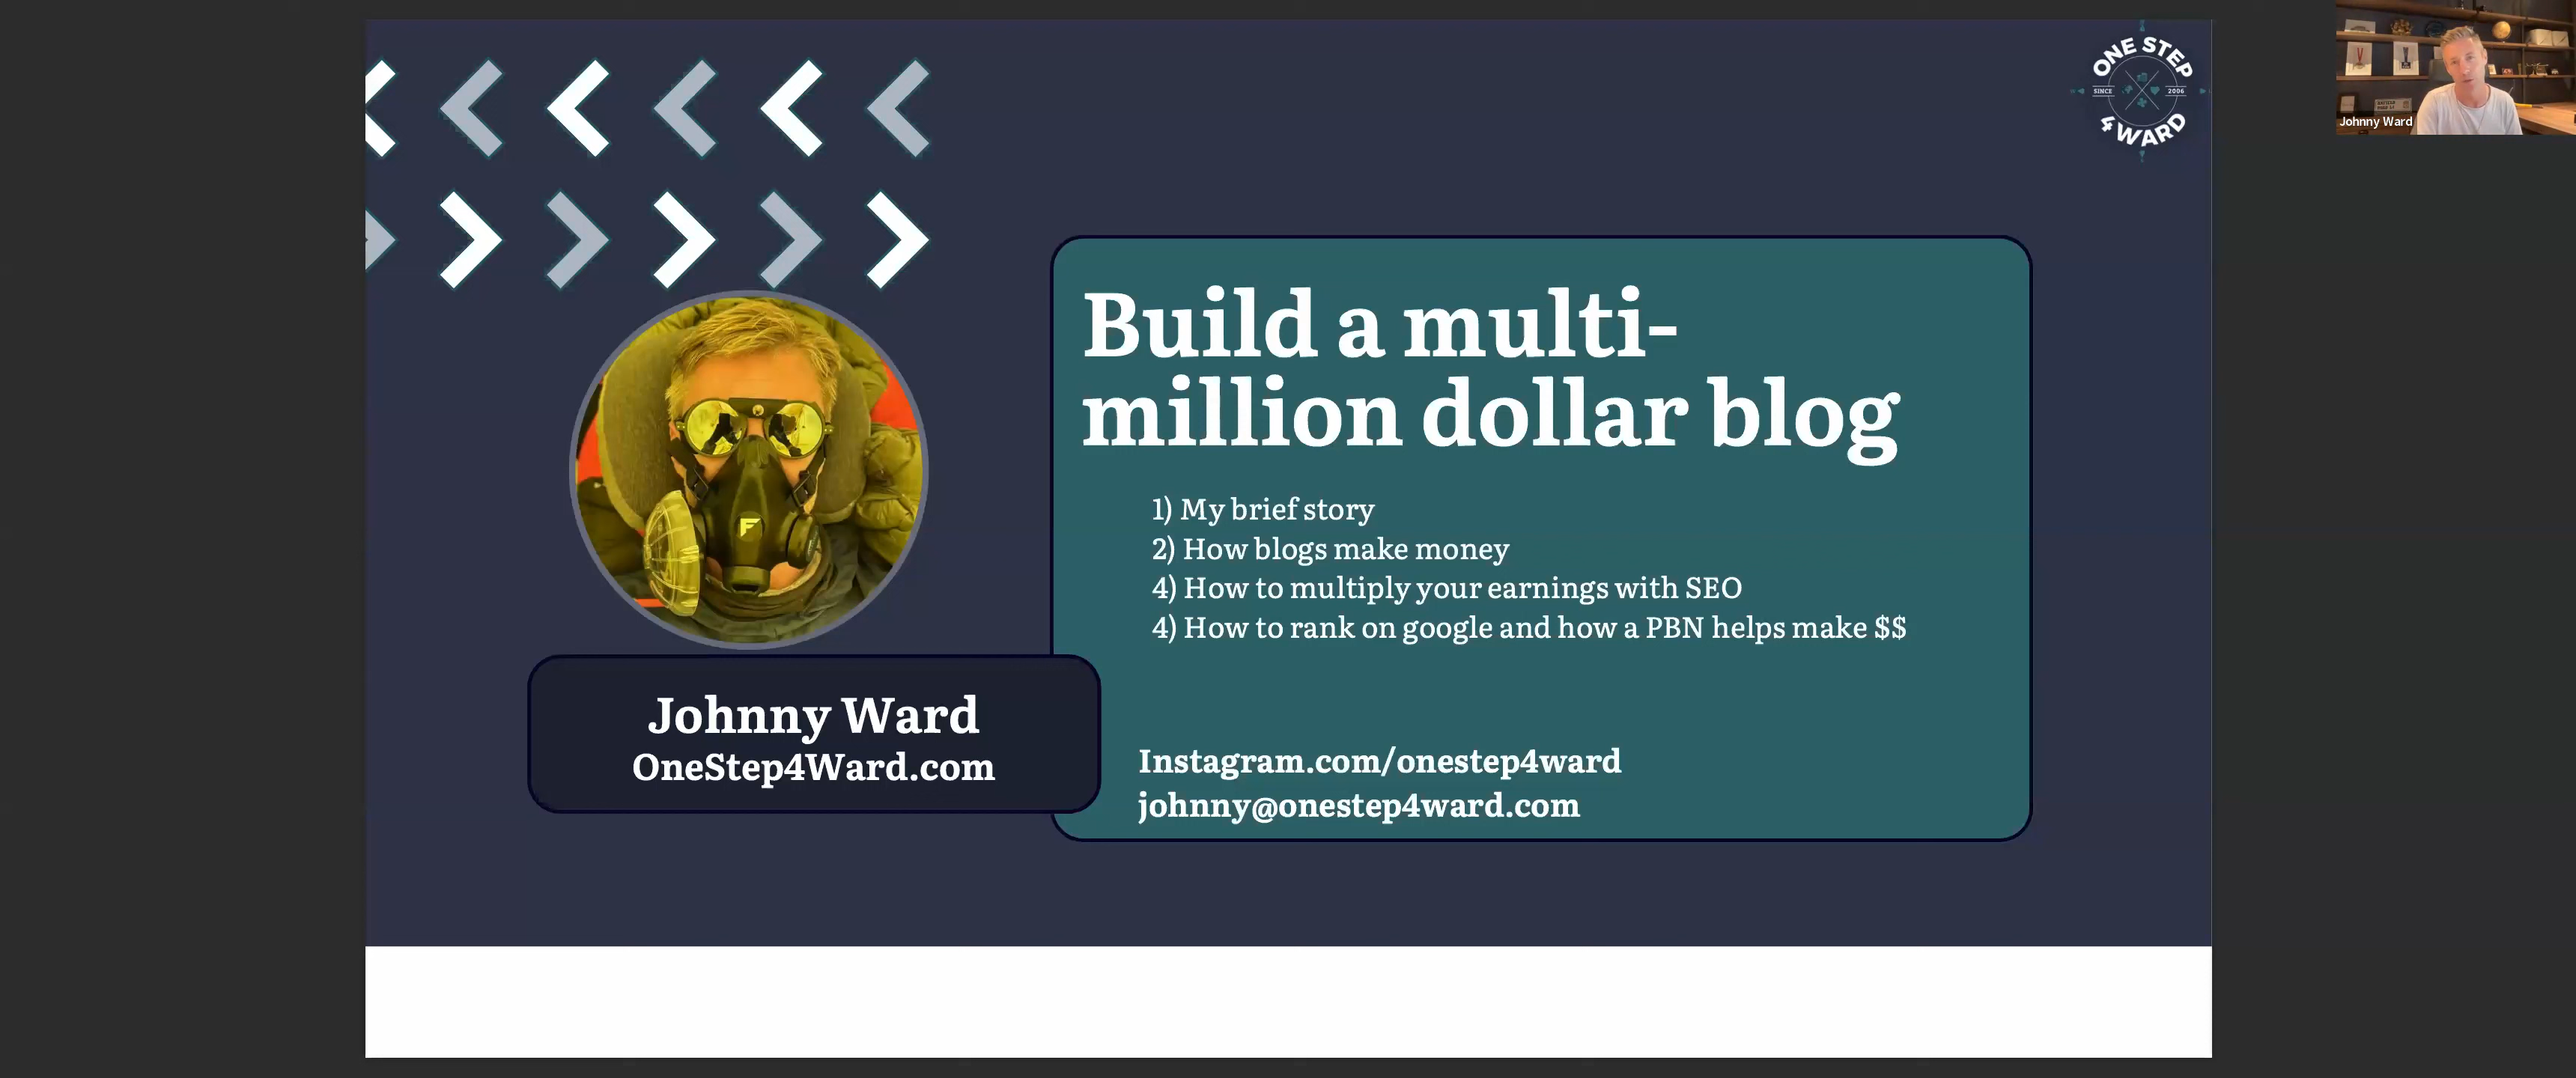 ONE STEP
SINCE
2006
4WARD
Johnny Ward
Build a multi-
million dollar blog
1) My brief story
2) How blogs make money
4) How to multiply your earnings with SEO
4) How to rank on google and how a PBN helps make $$
Johnny Ward
OneStep4Ward.com
Instagram.com/onestep4ward
johnny@onestep4ward.com